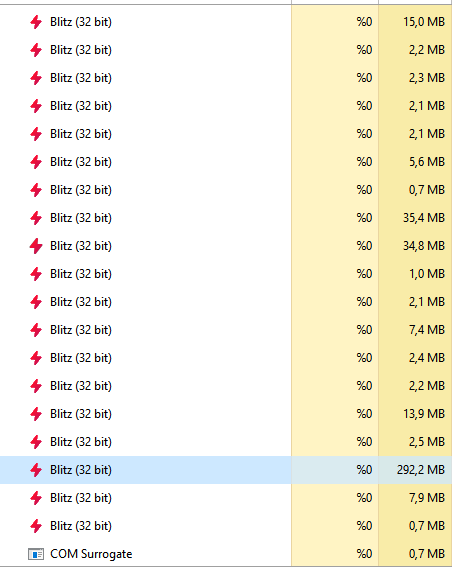 Blitz (32 bit) %0 15,0 MB
Blitz (32 bit) %0 2,2 MB
Blitz (32 bit) %0 2,3 MB
Blitz (32 bit) %0 2,1 MB
Blitz (32 bit) %0 2,1 MB
Blitz (32 bit) %0 5,6 MB
Blitz (32 bit) %0 0,7 MB
Blitz (32 bit) %0 35,4 MB
Blitz (32 bit) %0 34,8 MB
Blitz (32 bit) %0 1,0 MB
Blitz (32 bit) %0 2,1 MB
Blitz (32 bit) %0 7,4 MB
Blitz (32 bit) %0 2,4 MB
Blitz (32 bit) %0 2,2 MB
Blitz (32 bit) %0 13,9 MB
Blitz (32 bit) %0 2,5 MB
Blitz (32 bit) %0 292,2 MB
Blitz (32 bit) %0 7,9 MB
Blitz (32 bit) %0 0,7 MB
COM Surrogate %0 0,7 MB